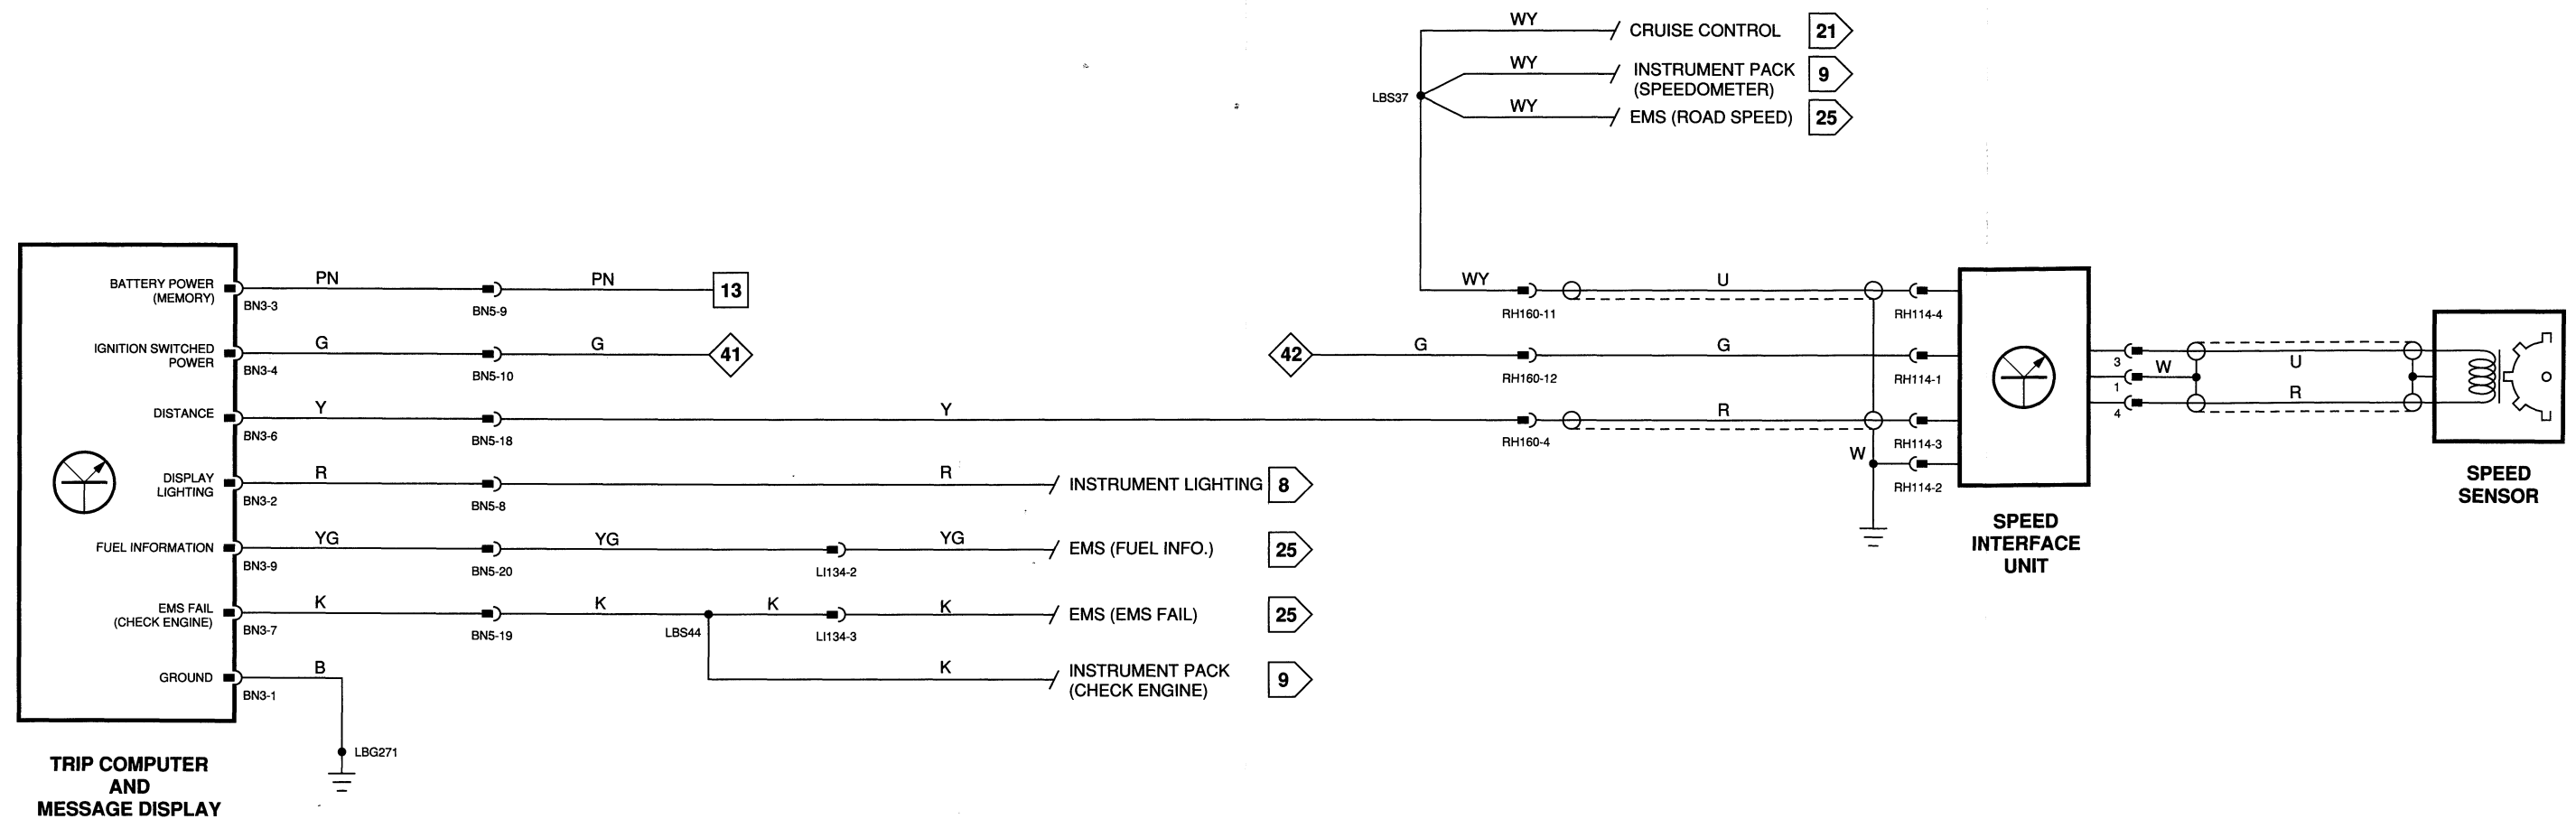 WY
CRUISE CONTROL
21
WY
INSTRUMENT PACK
(SPEEDOMETER)
9
LBS37
WY
EMS (ROAD SPEED)
25
BATTERY POWER
(MEMORY)
BN3-3
PN
BN5-9
PN
13
WY
RH160-11
U
RH114-4
IGNITION SWITCHED
POWER
BN3-4
G
BN5-10
G
41
42
G
RH160-12
G
RH114-1
DISTANCE
BN3-6
Y
BN5-18
Y
RH160-4
R
RH114-3
W
RH114-2
3
1
4
W
U
R
SPEED
SENSOR
SPEED
INTERFACE
UNIT
DISPLAY
LIGHTING
BN3-2
R
BN5-8
R
INSTRUMENT LIGHTING
8
FUEL INFORMATION
BN3-9
YG
BN5-20
YG
LI134-2
YG
EMS (FUEL INFO.)
25
EMS FAIL
(CHECK ENGINE)
BN3-7
K
BN5-19
K
LBS44
K
LI134-3
K
EMS (EMS FAIL)
25
K
INSTRUMENT PACK
(CHECK ENGINE)
9
GROUND
BN3-1
B
LBG271
TRIP COMPUTER
AND
MESSAGE DISPLAY